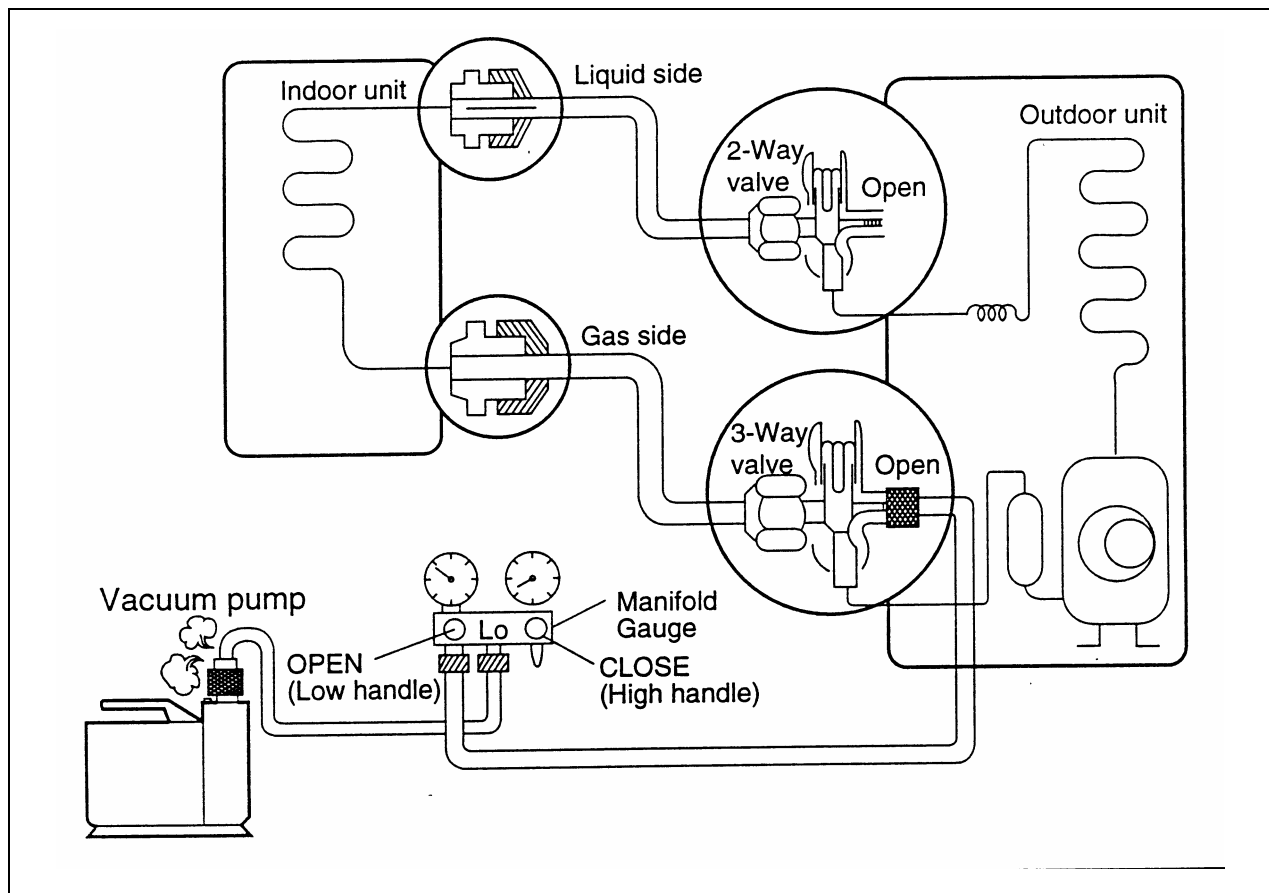 Indoor unit
Liquid side
Outdoor unit
2-Way
valve
Open
Gas side
3-Way
valve
Open
Vacuum pump
Lo
Manifold
Gauge
OPEN
(Low handle)
CLOSE
(High handle)